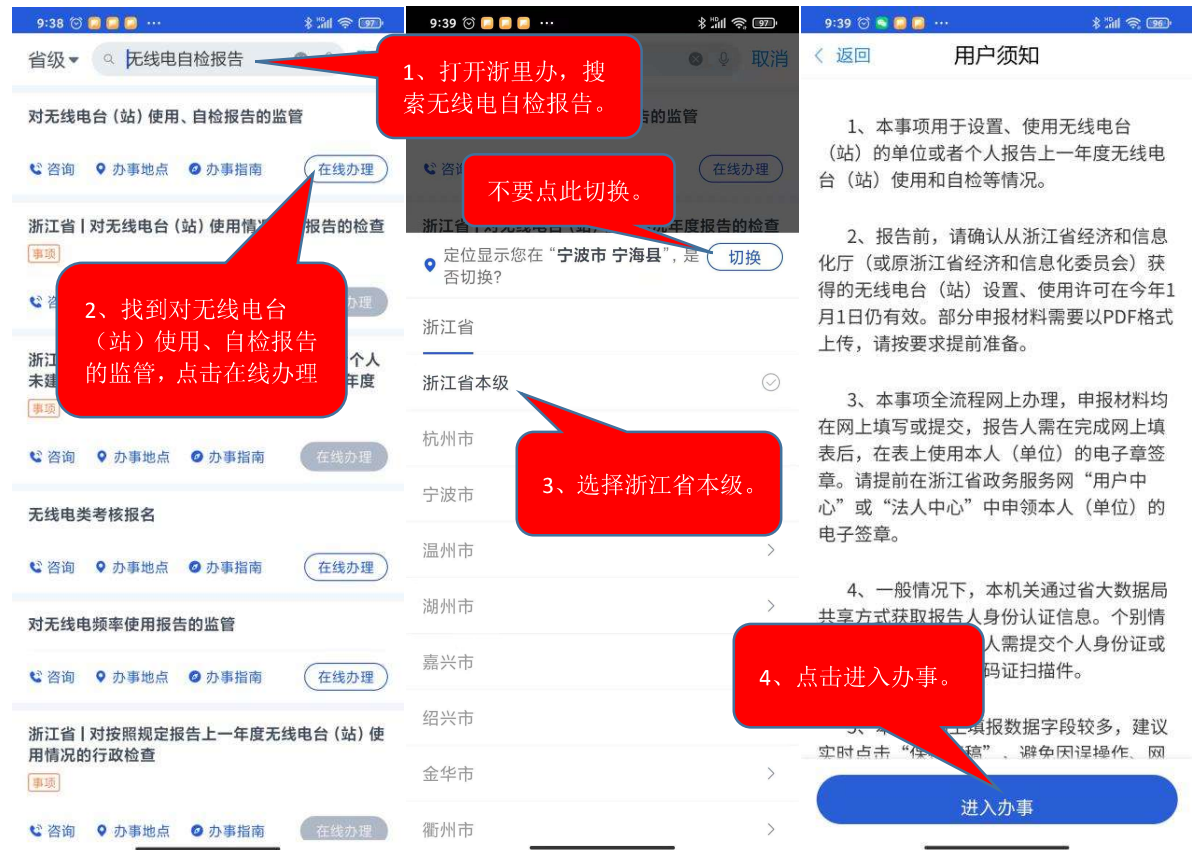 9:38
97
省级
无线电自检报告
对无线电台（站）使用、自检报告的监管
咨询
办事地点
办事指南
在线办理
浙江省 | 对无线电台（站）使用情
报告的检查
事项
办理
浙江
个人
未建
年度
事项
咨询
办事地点
办事指南
在线办理
无线电类考核报名
咨询
办事地点
办事指南
在线办理
对无线电频率使用报告的监管
咨询
办事地点
办事指南
在线办理
浙江省 | 对按照规定报告上一年度无线电台（站）使
用情况的行政检查
事项
咨询
办事地点
办事指南
在线办理
2、找到对无线电台
（站）使用、自检报告
的监管，点击在线办理
9:39
97
1、打开浙里办，搜
索无线电自检报告。
取消
告的监管
在线办理
不要点此切换。
年度报告的检查
定位显示您在“宁波市 宁海县”，是
否切换?
切换
浙江省
浙江省本级
杭州市
宁波市
温州市
湖州市
嘉兴市
绍兴市
金华市
衢州市
3、选择浙江省本级。
9:39
96
返回
用户须知
1、本事项用于设置、使用无线电台
（站）的单位或者个人报告上一年度无线电
台（站）使用和自检等情况。
2、报告前，请确认从浙江省经济和信息
化厅（或原浙江省经济和信息化委员会）获
得的无线电台（站）设置、使用许可在今年1
月1日仍有效。部分申报材料需要以PDF格式
上传，请按要求提前准备。
3、本事项全流程网上办理，申报材料均
在网上填写或提交，报告人需在完成网上填
表后，在表上使用本人（单位）的电子章签
章。请提前在浙江省政务服务网“用户中
心”或“法人中心”中申领本人（单位）的
电子签章。
4、一般情况下，本机关通过省大数据局
共享方式获取报告人身份认证信息。个别情
人需提交个人身份证或
码证扫描件。
填报数据字段较多，建议
实时点击“保
稿”，避免因误操作、网
4、点击进入办事。
进入办事